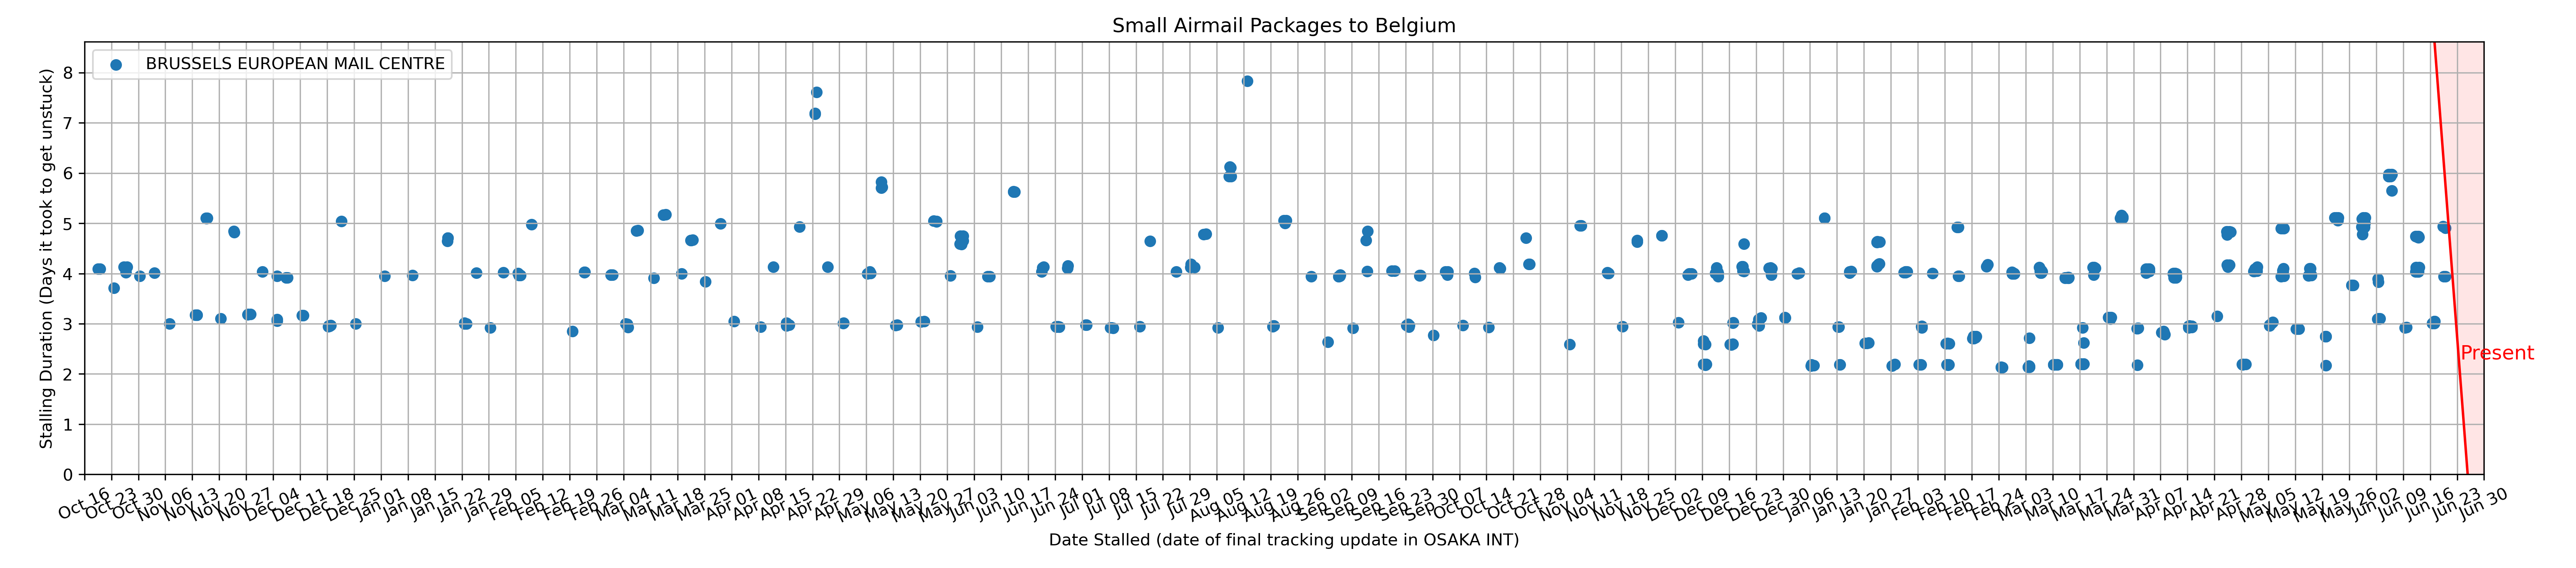 Small Airmail Packages to Belgium
BRUSSELS EUROPEAN MAIL CENTRE
Stalling Duration (Days it took to get unstuck)
8
7
6
5
4
3
2
1
0
Present
Oct 16
Oct 23
Oct 30
Nov 06
Nov 13
Nov 20
Nov 27
Dec 04
Dec 11
Dec 18
Dec 25
Jan 01
Jan 08
Jan 15
Jan 22
Jan 29
Feb 05
Feb 12
Feb 19
Feb 26
Mar 04
Mar 11
Mar 18
Mar 25
Apr 01
Apr 08
Apr 15
Apr 22
Apr 29
May 06
May 13
May 20
May 27
Jun 03
Jun 10
Jun 17
Jun 24
Jul 01
Jul 08
Jul 15
Jul 22
Jul 29
Aug 05
Aug 12
Aug 19
Aug 26
Sep 02
Sep 09
Sep 16
Sep 23
Sep 30
Oct 07
Oct 14
Oct 21
Oct 28
Nov 04
Nov 11
Nov 18
Nov 25
Dec 02
Dec 09
Dec 16
Dec 23
Dec 30
Jan 06
Jan 13
Jan 20
Jan 27
Feb 03
Feb 10
Feb 17
Feb 24
Mar 03
Mar 10
Mar 17
Mar 24
Mar 31
Apr 07
Apr 14
Apr 21
Apr 28
May 05
May 12
May 19
May 26
Jun 02
Jun 09
Jun 16
Jun 23
Jun 30
Date Stalled (date of final tracking update in OSAKA INT)